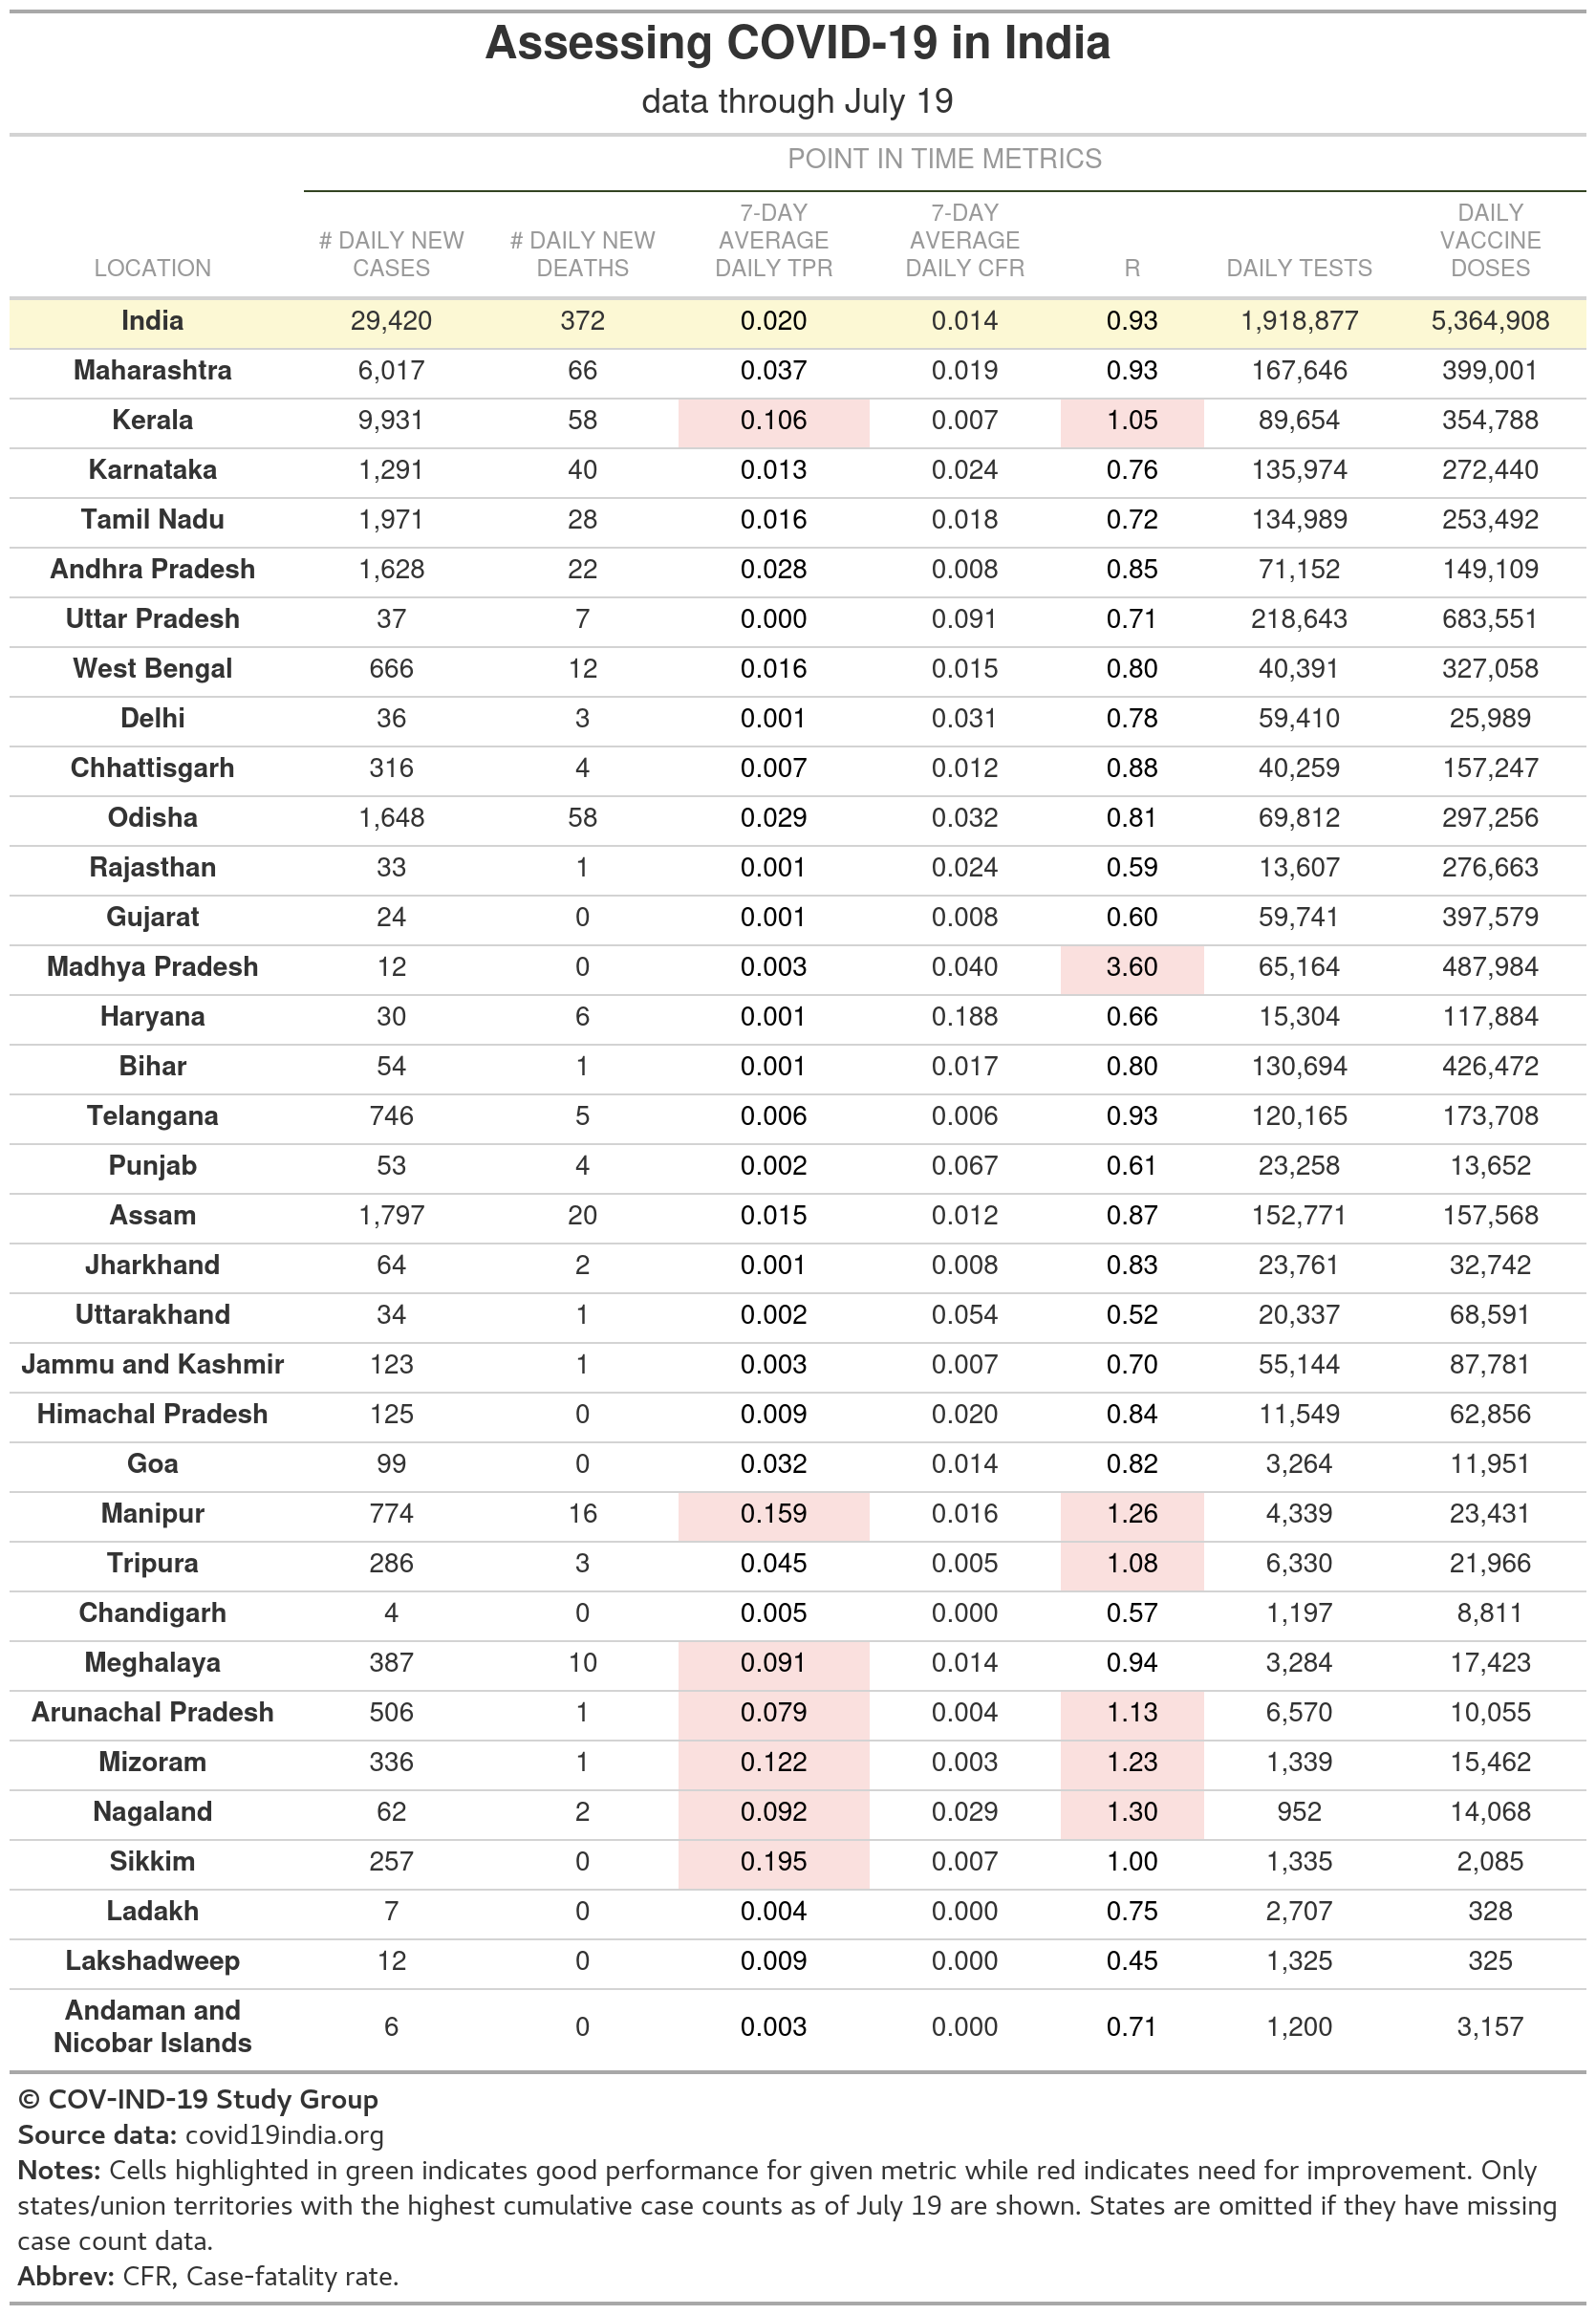 Assessing COVID-19 in India
data through July 19
POINT IN TIME METRICS
LOCATION # DAILY NEW CASES # DAILY NEW DEATHS 7-DAY AVERAGE DAILY TPR 7-DAY AVERAGE DAILY CFR R DAILY TESTS DAILY VACCINE DOSES
India 29,420 372 0.020 0.014 0.93 1,918,877 5,364,908
Maharashtra 6,017 66 0.037 0.019 0.93 167,646 399,001
Kerala 9,931 58 0.106 0.007 1.05 89,654 354,788
Karnataka 1,291 40 0.013 0.024 0.76 135,974 272,440
Tamil Nadu 1,971 28 0.016 0.018 0.72 134,989 253,492
Andhra Pradesh 1,628 22 0.028 0.008 0.85 71,152 149,109
Uttar Pradesh 37 7 0.000 0.091 0.71 218,643 683,551
West Bengal 666 12 0.016 0.015 0.80 40,391 327,058
Delhi 36 3 0.001 0.031 0.78 59,410 25,989
Chhattisgarh 316 4 0.007 0.012 0.88 40,259 157,247
Odisha 1,648 58 0.029 0.032 0.81 69,812 297,256
Rajasthan 33 1 0.001 0.024 0.59 13,607 276,663
Gujarat 24 0 0.001 0.008 0.60 59,741 397,579
Madhya Pradesh 12 0 0.003 0.040 3.60 65,164 487,984
Haryana 30 6 0.001 0.188 0.66 15,304 117,884
Bihar 54 1 0.001 0.017 0.80 130,694 426,472
Telangana 746 5 0.006 0.006 0.93 120,165 173,708
Punjab 53 4 0.002 0.067 0.61 23,258 13,652
Assam 1,797 20 0.015 0.012 0.87 152,771 157,568
Jharkhand 64 2 0.001 0.008 0.83 23,761 32,742
Uttarakhand 34 1 0.002 0.054 0.52 20,337 68,591
Jammu and Kashmir 123 1 0.003 0.007 0.70 55,144 87,781
Himachal Pradesh 125 0 0.009 0.020 0.84 11,549 62,856
Goa 99 0 0.032 0.014 0.82 3,264 11,951
Manipur 774 16 0.159 0.016 1.26 4,339 23,431
Tripura 286 3 0.045 0.005 1.08 6,330 21,966
Chandigarh 4 0 0.005 0.000 0.57 1,197 8,811
Meghalaya 387 10 0.091 0.014 0.94 3,284 17,423
Arunachal Pradesh 506 1 0.079 0.004 1.13 6,570 10,055
Mizoram 336 1 0.122 0.003 1.23 1,339 15,462
Nagaland 62 2 0.092 0.029 1.30 952 14,068
Sikkim 257 0 0.195 0.007 1.00 1,335 2,085
Ladakh 7 0 0.004 0.000 0.75 2,707 328
Lakshadweep 12 0 0.009 0.000 0.45 1,325 325
Andaman and Nicobar Islands 6 0 0.003 0.000 0.71 1,200 3,157
© COV-IND-19 Study Group
Source data: covid19india.org
Notes: Cells highlighted in green indicates good performance for given metric while red indicates need for improvement. Only
states/union territories with the highest cumulative case counts as of July 19 are shown. States are omitted if they have missing
case count data.
Abbrev: CFR, Case-fatality rate.